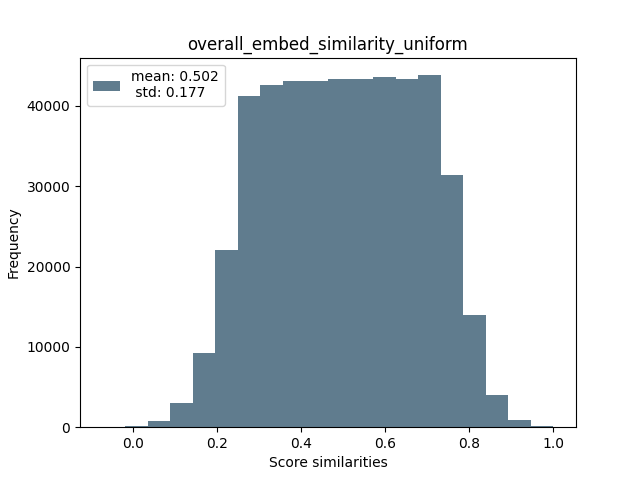 overall_embed_similarity_uniform
mean: 0.502
std: 0.177
Frequency
40000
30000
20000
10000
0
0.0 0.2 0.4 0.6 0.8 1.0
Score similarities